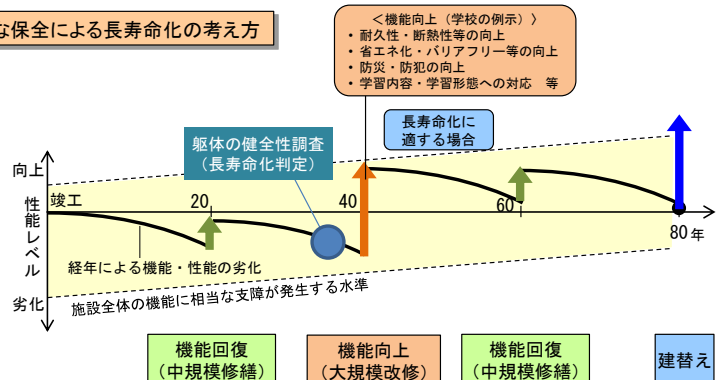 な保全による長寿命化の考え方
＜機能向上（学校の例示）＞
・ 耐久性・断熱性等の向上
・ 省エネ化・バリアフリー等の向上
・ 防災・防犯の向上
・ 学習内容・学習形態への対応　等
長寿命化に
適する場合
躯体の健全性調査
（長寿命化判定）
向上
性能レベル
劣化
竣工
20
40
60
80年
経年による機能・性能の劣化
施設全体の機能に相当な支障が発生する水準
機能回復
（中規模修繕）
機能向上
（大規模改修）
機能回復
（中規模修繕）
建替え